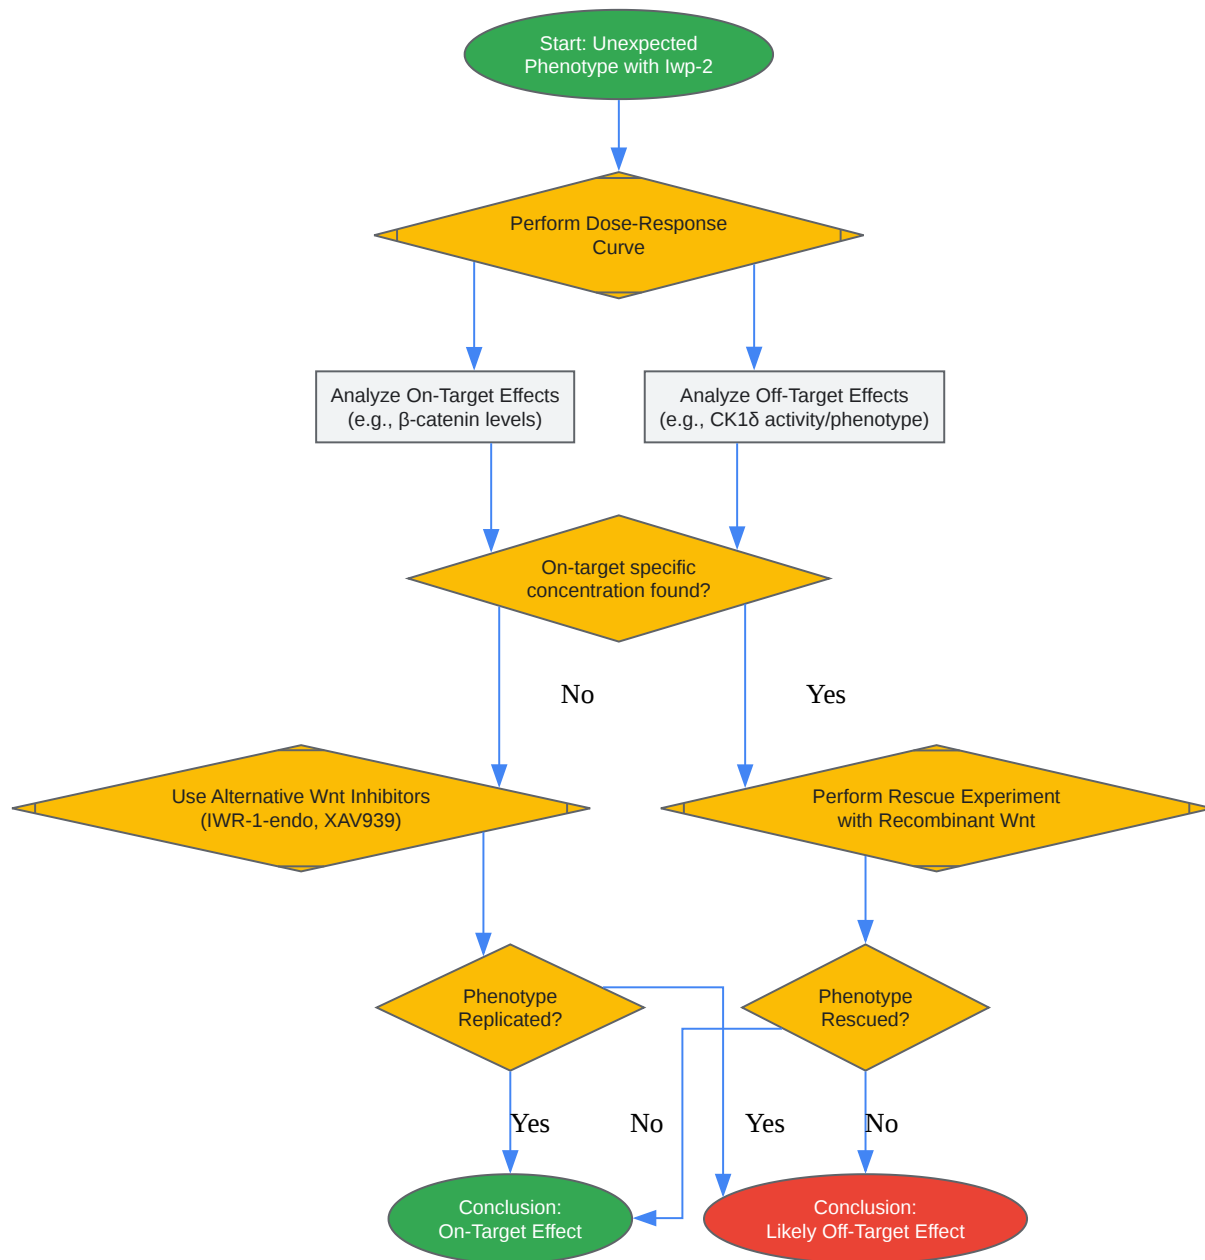 Start: Unexpected
Phenotype with Iwp-2
Perform Dose-Response
Curve
Analyze On-Target Effects
(e.g., β-catenin levels)
Analyze Off-Target Effects
(e.g., CK1δ activity/phenotype)
On-target specific
concentration found?
No
Yes
Use Alternative Wnt Inhibitors
(IWR-1-endo, XAV939)
Perform Rescue Experiment
with Recombinant Wnt
Phenotype
Replicated?
Phenotype
Rescued?
Yes
No
Yes
No
Conclusion:
On-Target Effect
Conclusion:
Likely Off-Target Effect